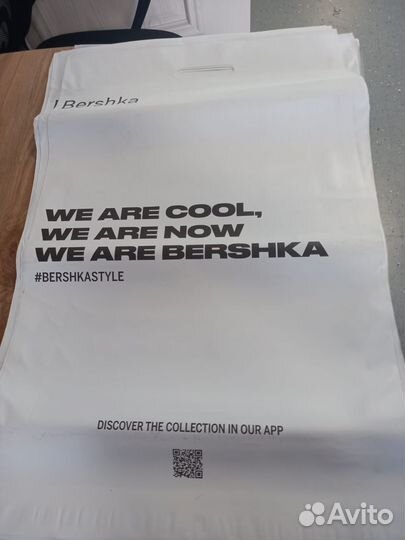 Bershka
WE ARE COOL,
WE ARE NOW
WE ARE BERSHKA
#BERSHKASTYLE
DISCOVER THE COLLECTION IN OUR APP
Avito